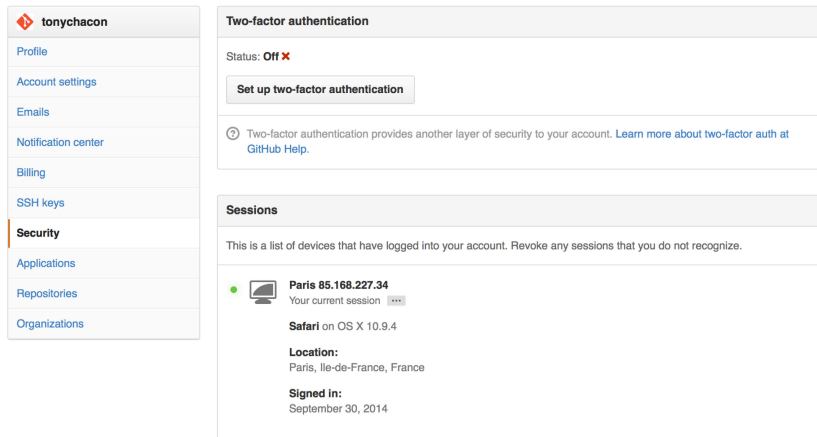 tonychacon
Profile
Account settings
Emails
Notification center
Billing
SSH keys
Security
Applications
Repositories
Organizations
Two-factor authentication
Status: Off
Set up two-factor authentication
Two-factor authentication provides another layer of security to your account. Learn more about two-factor auth at
GitHub Help.
Sessions
This is a list of devices that have logged into your account. Revoke any sessions that you do not recognize.
Paris 85.168.227.34
Your current session
Safari on OS X 10.9.4
Location:
Paris, Ile-de-France, France
Signed in:
September 30, 2014